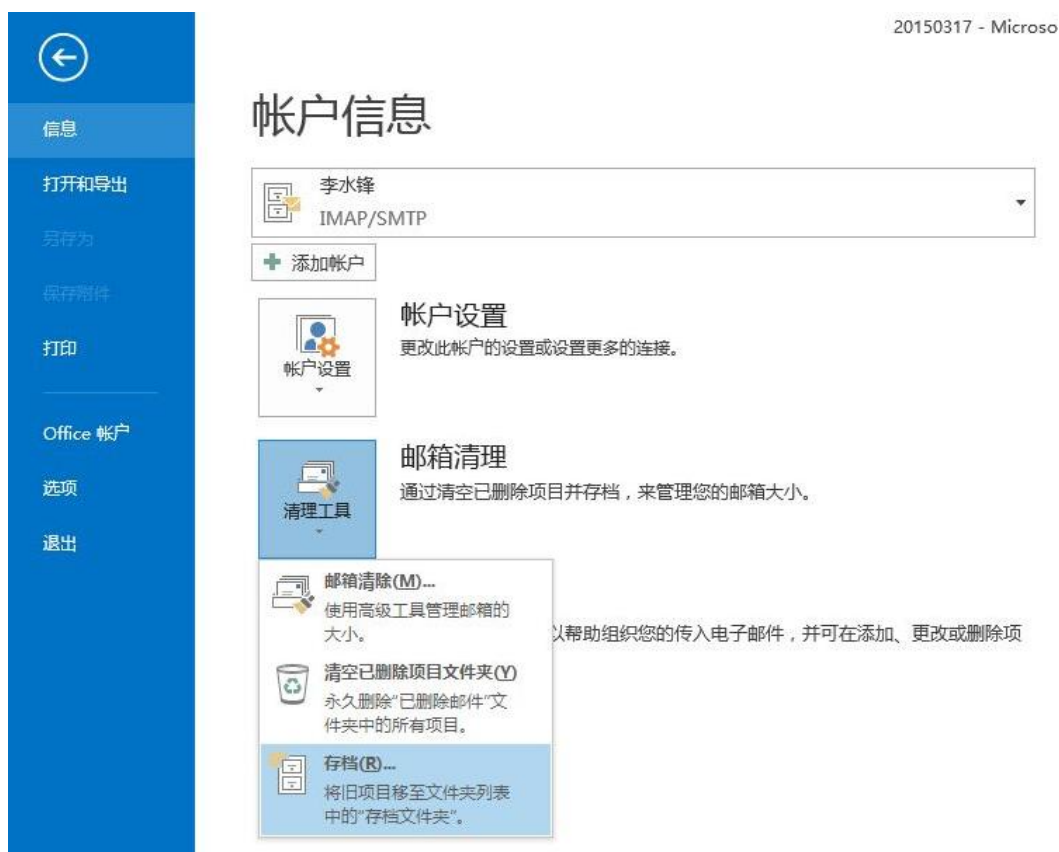 20150317 - Microso
信息
打开和导出
另存为
保存附件
打印
Office 帐户
选项
退出
帐户信息
李水锋
IMAP/SMTP
添加帐户
帐户设置
帐户设置
更改此帐户的设置或设置更多的连接。
清理工具
邮箱清理
通过清空已删除项目并存档，来管理您的邮箱大小。
邮箱清除(M)...
使用高级工具管理邮箱的
大小。
以帮助组织您的传入电子邮件，并可在添加、更改或删除项
清空已删除项目文件夹(Y)
永久删除“已删除邮件”文
件夹中的所有项目。
存档(R)...
将旧项目移至文件夹列表
中的“存档文件夹”。